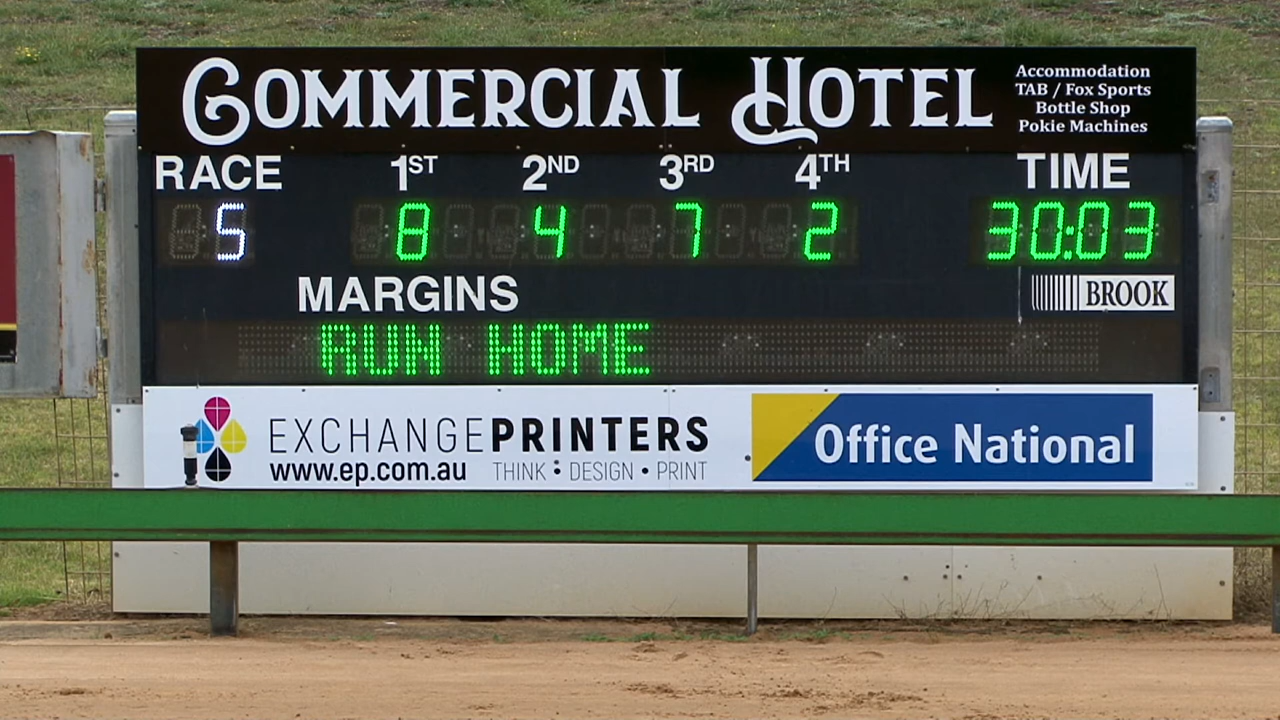 COMMERCIAL HOTEL
Accommodation
TAB / Fox Sports
Bottle Shop
Pokie Machines
RACE 1ST 2ND 3RD 4TH TIME
5 8 4 7 2 30:03
MARGINS
BROOK
RUN HOME
EXCHANGEPRINTERS
www.ep.com.au THINK • DESIGN • PRINT
Office National